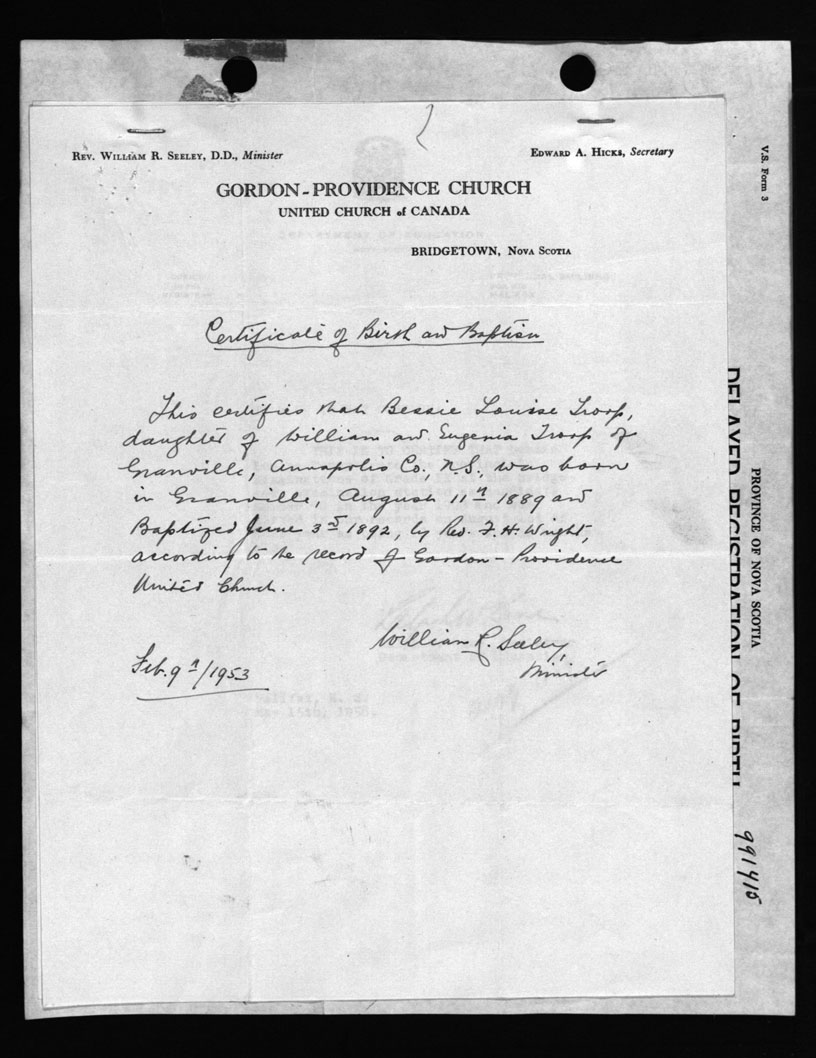 2
Rev. William R. Seeley, D.D., Minister
Edward A. Hicks, Secretary
GORDON-PROVIDENCE CHURCH
UNITED CHURCH of CANADA
BRIDGETOWN, Nova Scotia
Certificate of Birth and Baptism
This certifies that Bessie Louise Troop,
daughter of William and Eugenia Troop of
Granville, Annapolis Co., N.S., was born
in Granville, August 11th 1889 and
Baptized June 3rd 1892, by Rev. F. H. Wright,
according to the record of Gordon-Providence
United Church.
William R. Seeley,
Minister
Feb. 9th/1953
V.S. Form 3
PROVINCE OF NOVA SCOTIA
DELAYED REGISTRATION OF BIRTH
991415